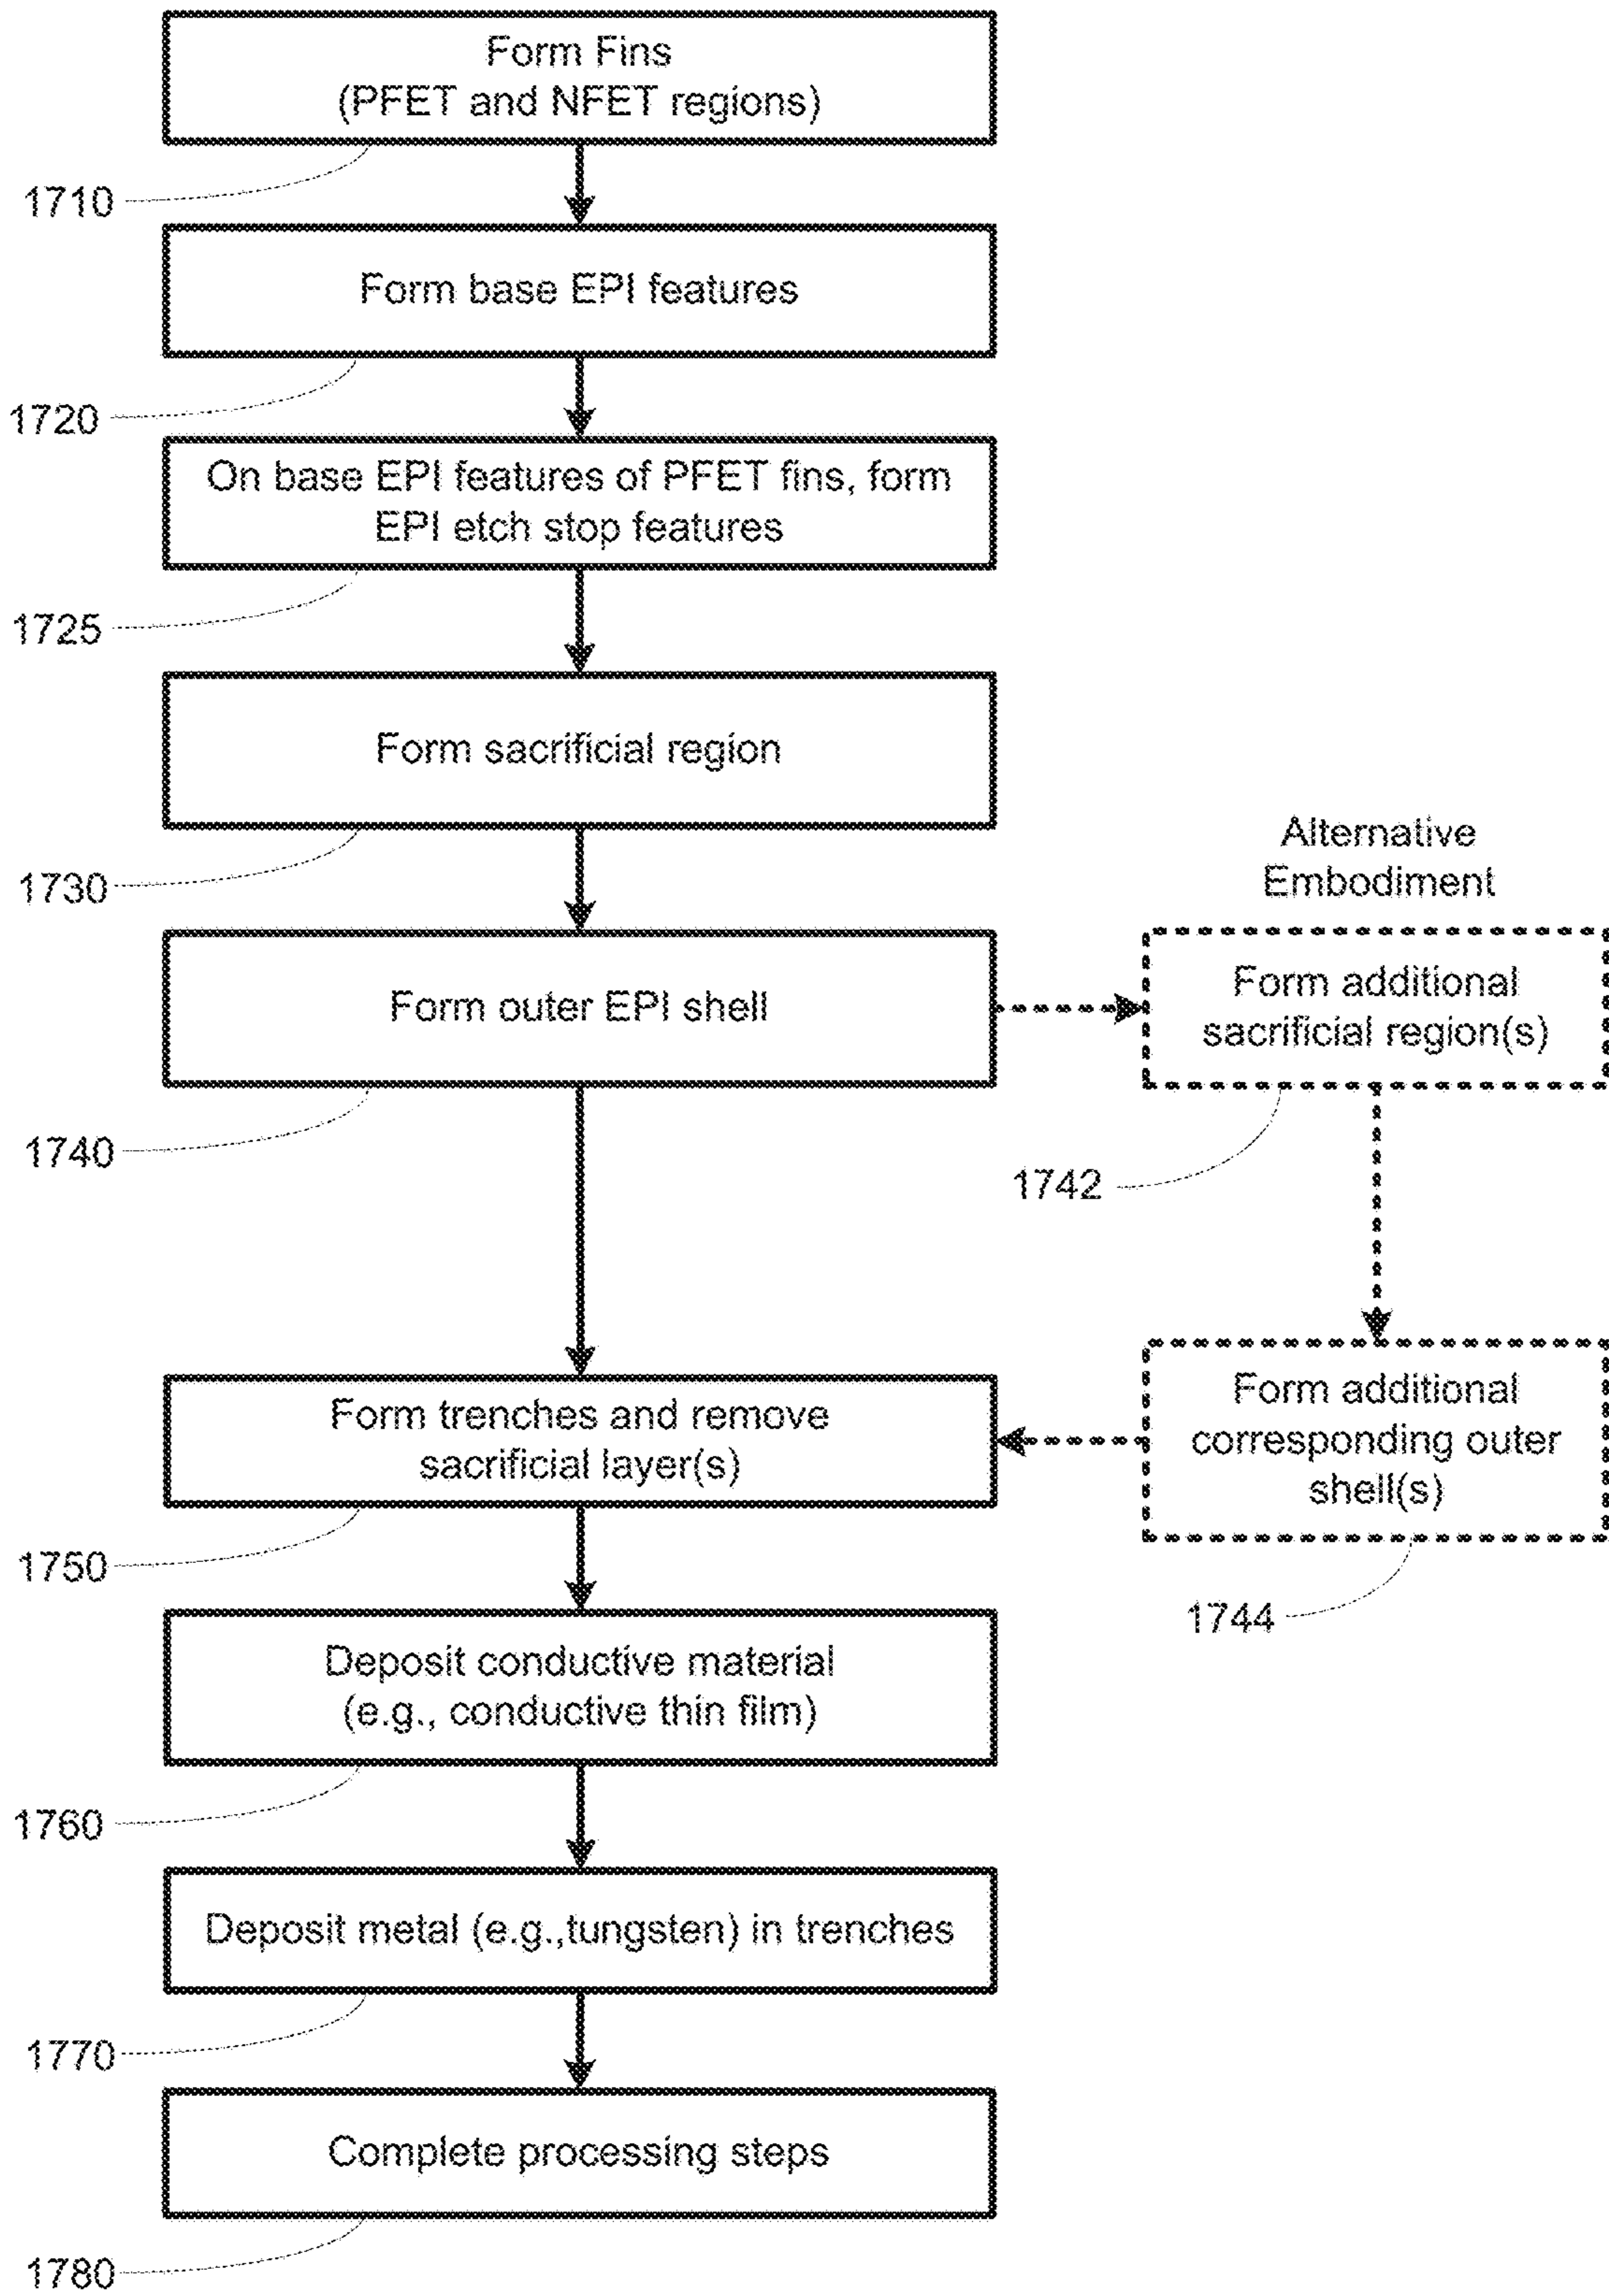 Form Fins
(PFET and NFET regions)
1710
Form base EPI features
1720
On base EPI features of PFET fins, form
EPI etch stop features
1725
Form sacrificial region
1730
Alternative
Embodiment
Form outer EPI shell
1740
Form additional
sacrificial region(s)
1742
Form additional
corresponding outer
shell(s)
1744
Form trenches and remove
sacrificial layer(s)
1750
Deposit conductive material
(e.g., conductive thin film)
1760
Deposit metal (e.g.,tungsten) in trenches
1770
Complete processing steps
1780